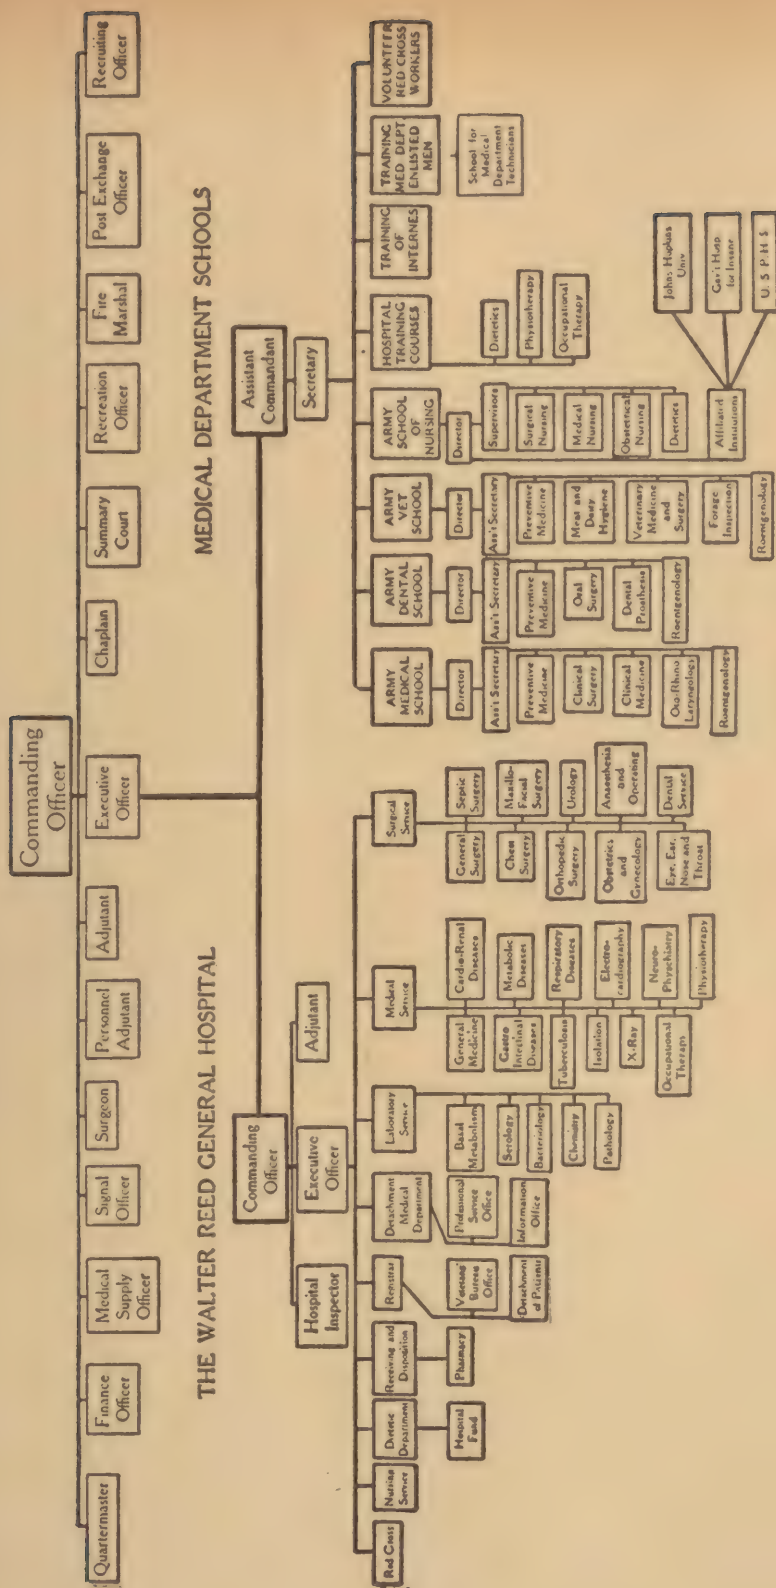 Commanding
Officer
Quartermaster
Finance
Officer
Medical
Supply
Officer
Signal
Officer
Surgeon
Personnel
Adjutant
Adjutant
Executive
Officer
Chaplain
Summary
Court
Recreation
Officer
Fire
Marshal
Post Exchange
Officer
Recruiting
Officer
THE WALTER REED GENERAL HOSPITAL
Commanding
Officer
Hospital
Inspector
Executive
Officer
Adjutant
Red Cross
Nursing
Service
Dietetic
Department
Hospital
Fund
Receiving and
Disposition
Pharmacy
Registrar
Veterans'
Bureau
Office
Detachment
of Patients
Detachment
Medical
Department
Professional
Service
Office
Information
Office
Laboratory
Service
Basal
Metabolism
Serology
Bacteriology
Chemistry
Pathology
Medical
Service
General
Medicine
Cardio-Renal
Diseases
Gastro
Intestinal
Diseases
Metabolic
Diseases
Tuberculosis
Respiratory
Diseases
Isolation
Electro-
cardiography
X-Ray
Neuro-
Physchiatry
Occupational
Therapy
Physiotherapy
Surgical
Service
General
Surgery
Septic
Surgery
Chest
Surgery
Maxillo-
Facial
Surgery
Orthopedic
Surgery
Urology
Obstetrics
and
Gynecology
Anaesthesia
and
Operating
Eye, Ear,
Nose and
Throat
Dental
Service
MEDICAL DEPARTMENT SCHOOLS
Assistant
Commandant
Secretary
ARMY
MEDICAL
SCHOOL
Director
Ass't Secretary
Preventive
Medicine
Clinical
Surgery
Clinical
Medicine
Oto-Rhino
Laryngology
Roentgenology
ARMY
DENTAL
SCHOOL
Director
Ass't Secretary
Preventive
Medicine
Oral
Surgery
Dental
Prosthesis
Roentgenology
ARMY
VET
SCHOOL
Director
Ass't Secretary
Preventive
Medicine
Meat and
Dairy
Hygiene
Veterinary
Medicine
and
Surgery
Forage
Inspection
Roentgenology
ARMY
SCHOOL
OF
NURSING
Director
Supervisors
Surgical
Nursing
Medical
Nursing
Obstetrical
Nursing
Dietetics
Affiliated
Institutions
Johns Hopkins
Univ
Gov't Hosp
for Insane
U. S. P. H. S
HOSPITAL
TRAINING
COURSES
Dietetics
Physiotherapy
Occupational
Therapy
TRAINING
OF
INTERNES
TRAINING
MED DEPT.
ENLISTED
MEN
School for
Medical
Department
Technicians
VOLUNTEER
RED CROSS
WORKERS